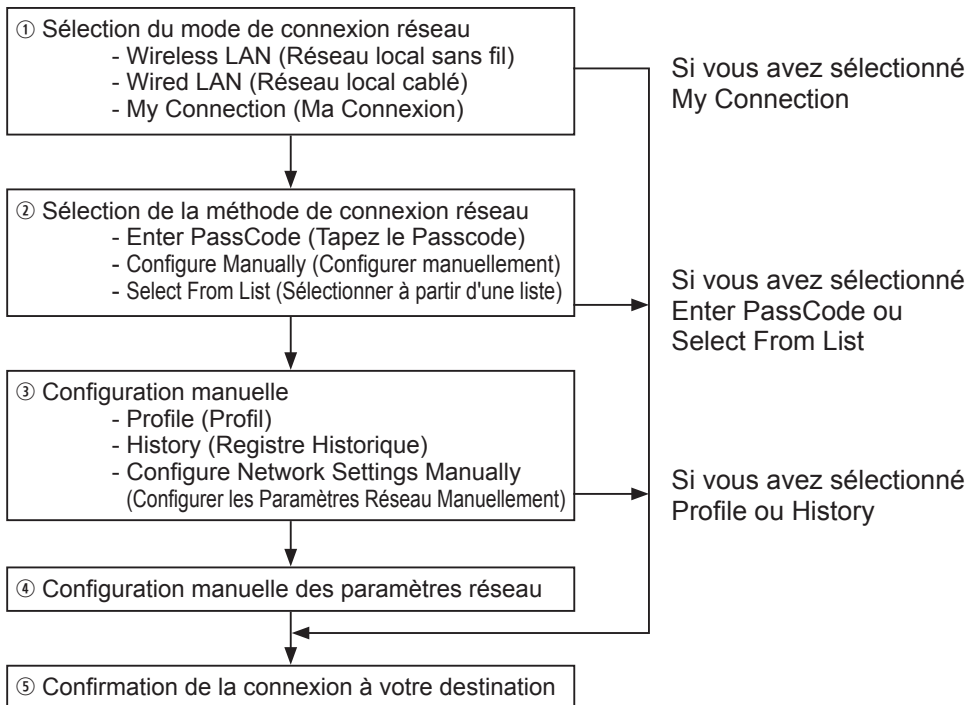 ① Sélection du mode de connexion réseau
- Wireless LAN (Réseau local sans fil)
- Wired LAN (Réseau local cablé)
- My Connection (Ma Connexion)
Si vous avez sélectionné
My Connection
② Sélection de la méthode de connexion réseau
- Enter PassCode (Tapez le Passcode)
- Configure Manually (Configurer manuellement)
- Select From List (Sélectionner à partir d'une liste)
Si vous avez sélectionné
Enter PassCode ou
Select From List
③ Configuration manuelle
- Profile (Profil)
- History (Registre Historique)
- Configure Network Settings Manually
(Configurer les Paramètres Réseau Manuellement)
Si vous avez sélectionné
Profile ou History
④ Configuration manuelle des paramètres réseau
⑤ Confirmation de la connexion à votre destination